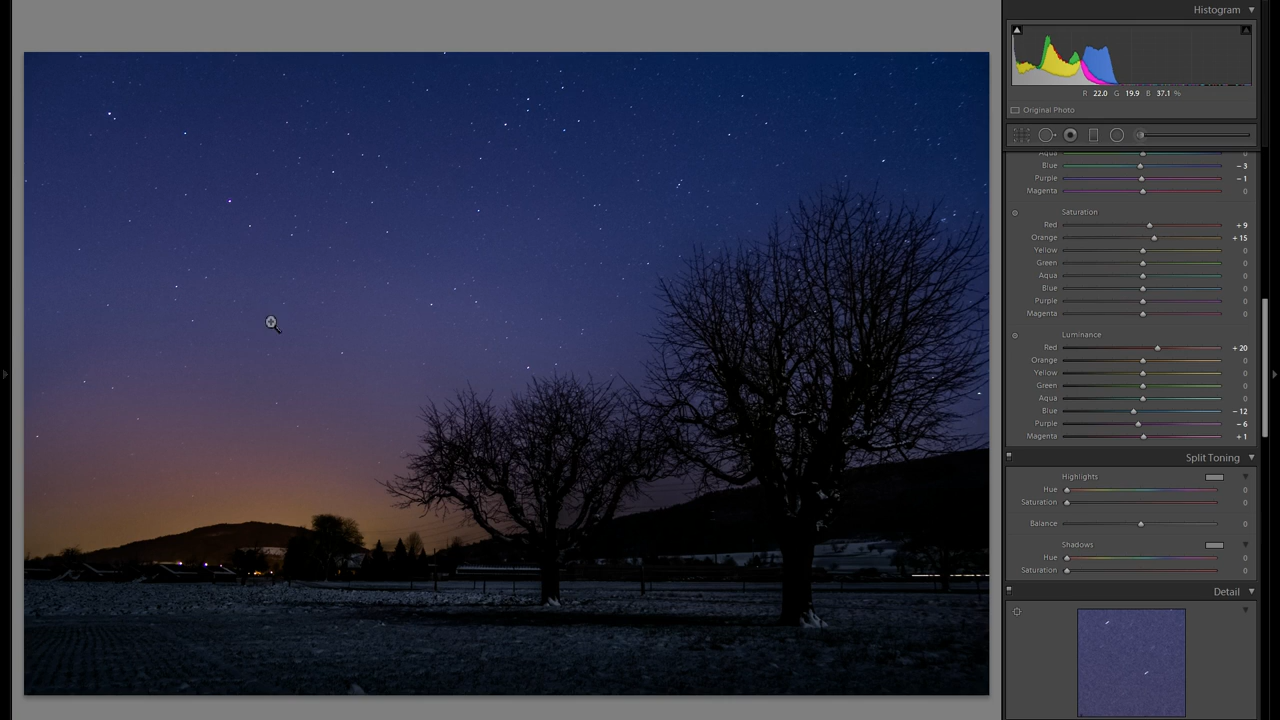 Histogram
R 22.0 G 19.9 B 37.1 %
Original Photo
Aqua 0
Blue – 3
Purple – 1
Magenta 0
Saturation
Red + 9
Orange + 15
Yellow 0
Green 0
Aqua 0
Blue 0
Purple 0
Magenta 0
Luminance
Red + 20
Orange 0
Yellow 0
Green 0
Aqua 0
Blue – 12
Purple – 6
Magenta + 1
Split Toning
Highlights
Hue 0
Saturation 0
Balance 0
Shadows
Hue 0
Saturation 0
Detail